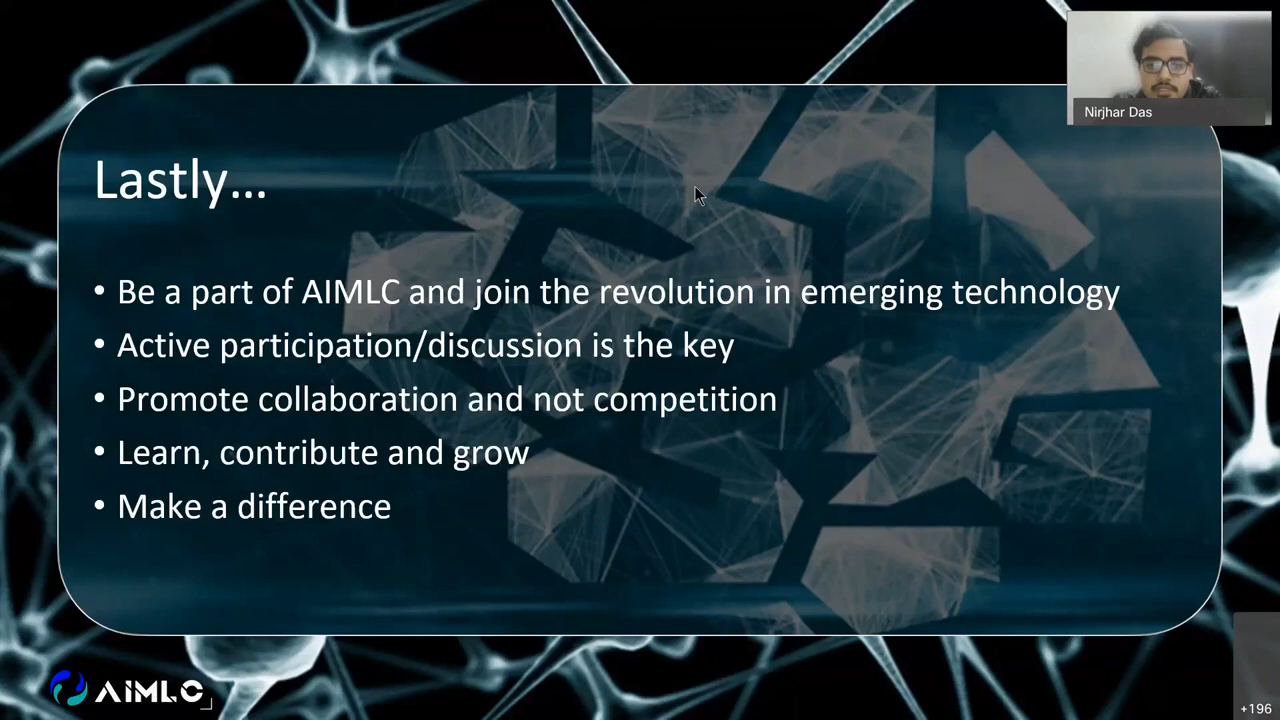 Nirjhar Das
Lastly...
• Be a part of AIMLC and join the revolution in emerging technology
• Active participation/discussion is the key
• Promote collaboration and not competition
• Learn, contribute and grow
• Make a difference
AIMLC
+196